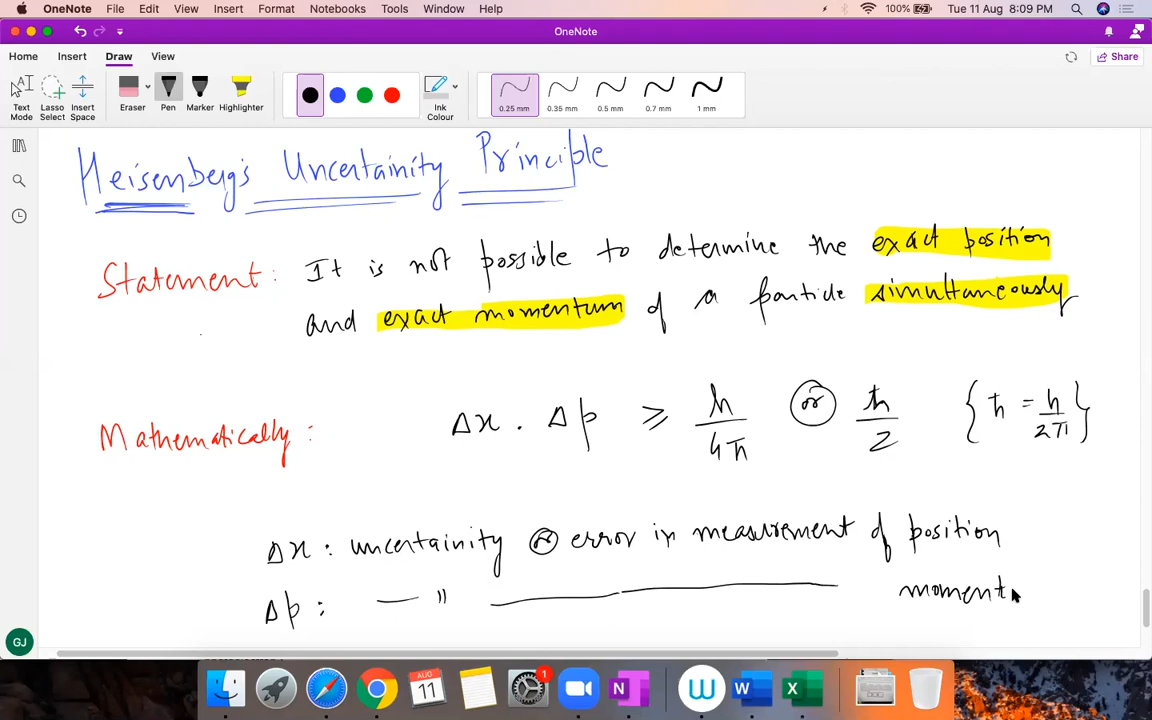 OneNote File Edit View Insert Format Notebooks Tools Window Help 100% Tue 11 Aug 8:09 PM
OneNote
Home Insert Draw View Share
Text Mode Lasso Select Insert Space Eraser Pen Marker Highlighter Ink Colour 0.25 mm 0.35 mm 0.5 mm 0.7 mm 1 mm
Heisenberg's Uncertainity Principle
Statement: It is not possible to determine the exact position
and exact momentum of a particle simultaneously
Mathematically: Δx . Δp ≥ h/4π or ħ/2 {ħ = h/2π}
Δx : uncertainity or error in measurement of position
Δp : — " ——— moment
GJ
AUG 11 1 N W W X